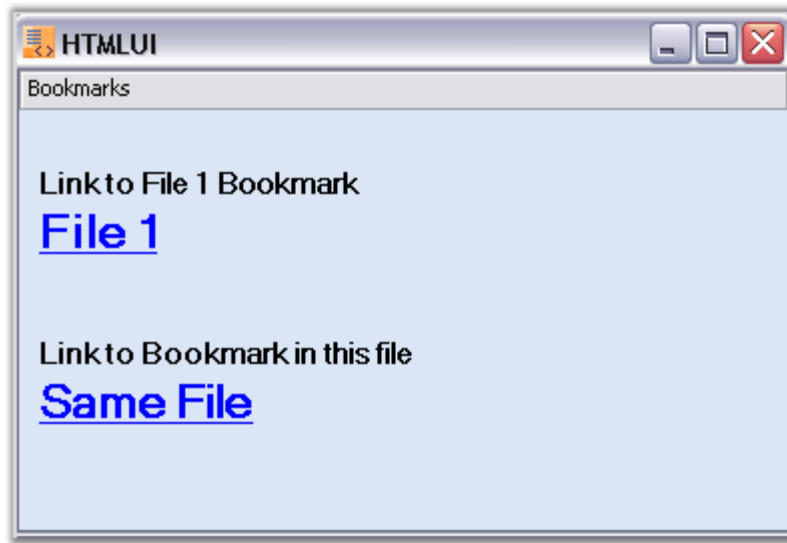 HTMLUI
Bookmarks
Link to File 1 Bookmark
File 1
Link to Bookmark in this file
Same File